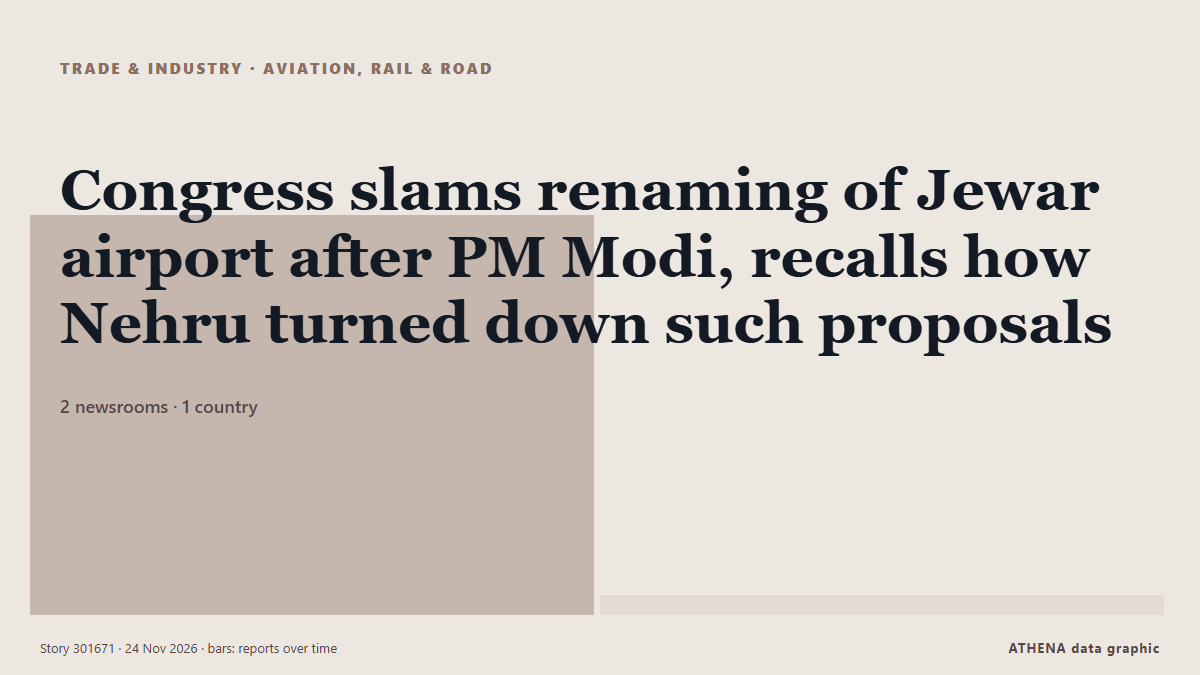 TRADE & INDUSTRY · AVIATION, RAIL & ROAD
Congress slams renaming of Jewar
airport after PM Modi, recalls how
Nehru turned down such proposals
2 newsrooms · 1 country
Story 301671 · 24 Nov 2026 · bars: reports over time
ATHENA data graphic